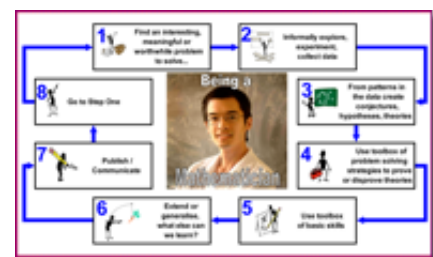 1
Find an interesting,
meaningful or
worthwhile problem
to solve...
2
Informally explore,
experiment,
collect data
3
From patterns in
the data create
conjectures,
hypotheses, theories
4
Use toolbox of
problem solving
strategies to prove
or disprove theories
5
Use toolbox
of basic skills
6
Extend or
generalise,
what else can
we learn?
7
Publish /
Communicate
8
Go to Step One
Being a
Mathematician